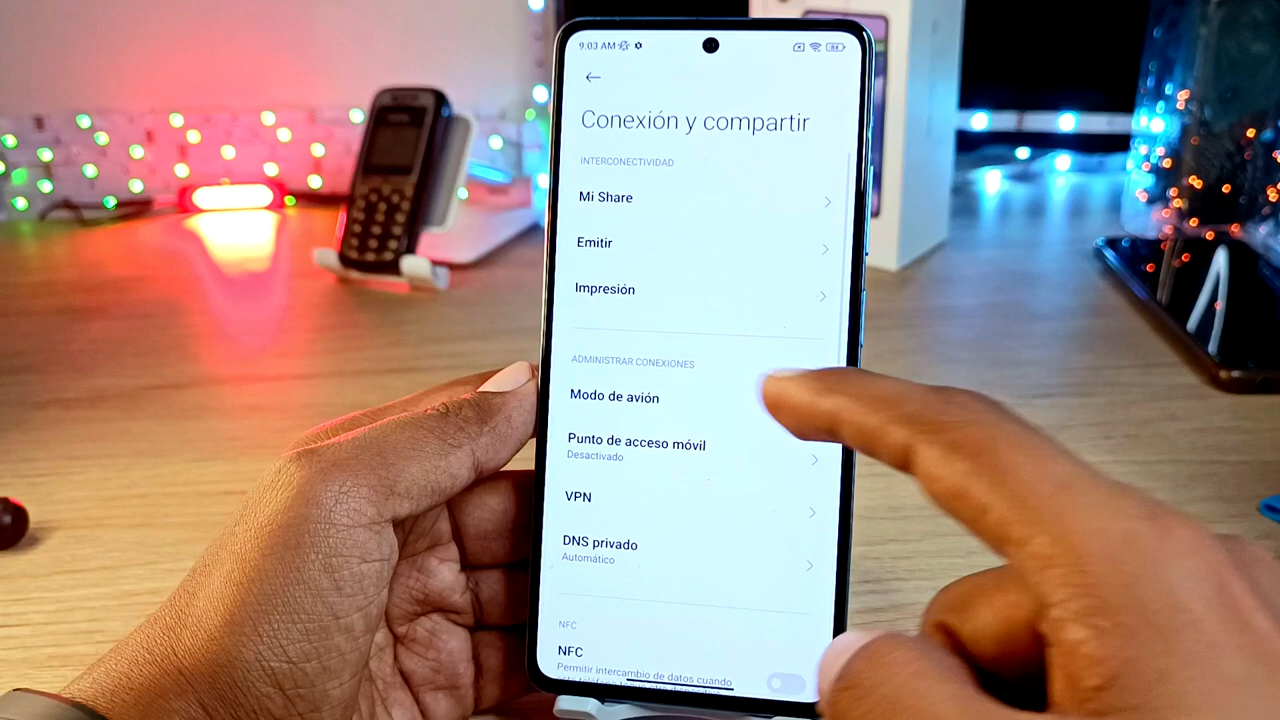 9:03 AM
84
Conexión y compartir
INTERCONECTIVIDAD
Mi Share
Emitir
Impresión
ADMINISTRAR CONEXIONES
Modo de avión
Punto de acceso móvil
Desactivado
VPN
DNS privado
Automático
NFC
NFC
Permitir intercambio de datos cuando